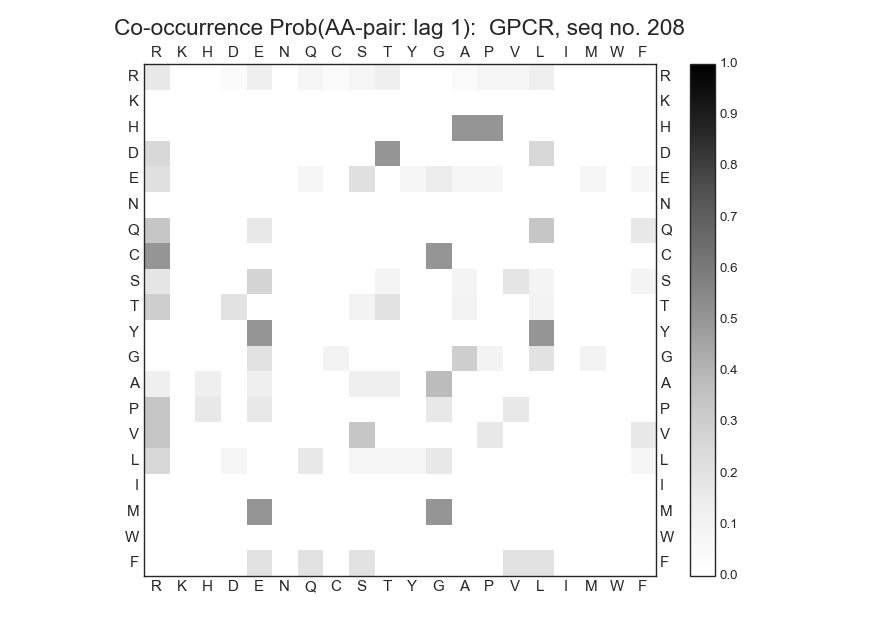 Co-occurrence Prob(AA-pair: lag 1):  GPCR, seq no. 208
R K H D E N Q C S T Y G A P V L I M W F
R R 1.0
K K
H H 0.9
D D 0.8
E E
N N 0.7
Q Q
C C 0.6
S S
T T 0.5
Y Y
G G 0.4
A A
P P 0.3
V V
L L 0.2
I I
M M 0.1
W W
F F 0.0
R K H D E N Q C S T Y G A P V L I M W F